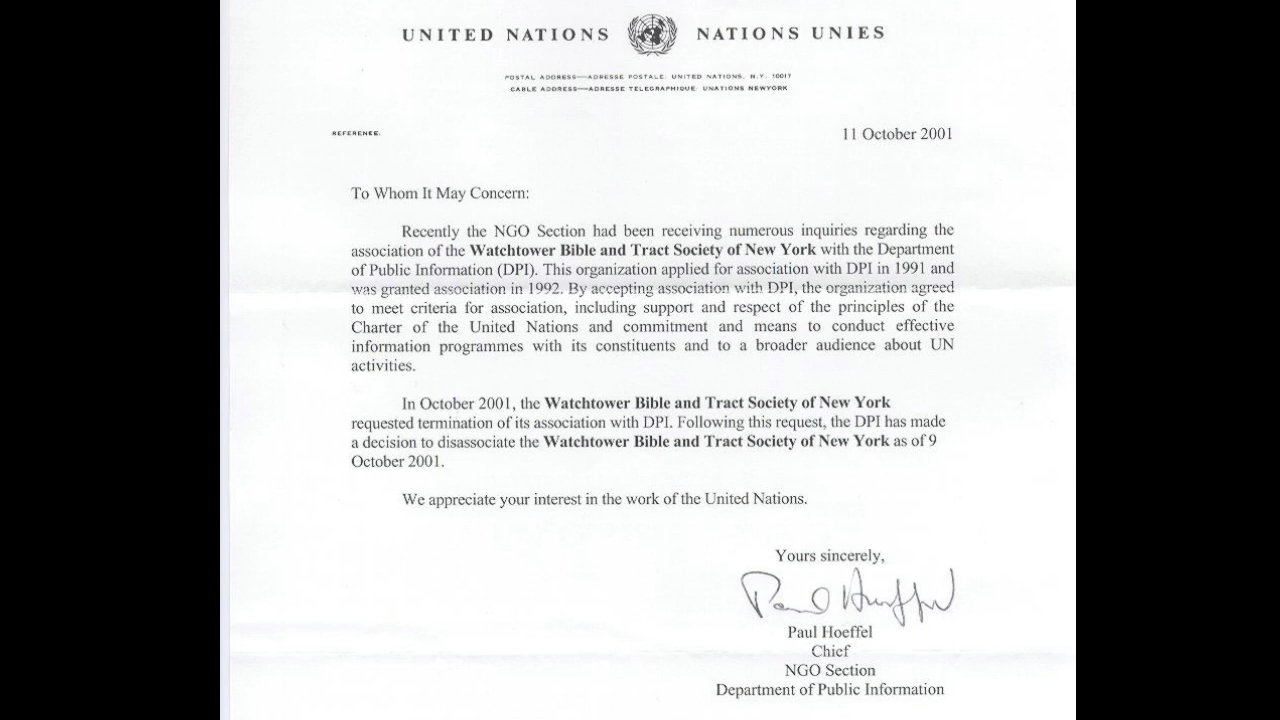 UNITED NATIONS NATIONS UNIES
POSTAL ADDRESS—ADRESSE POSTALE: UNITED NATIONS, N.Y. 10017
CABLE ADDRESS—ADRESSE TELEGRAPHIQUE: UNATIONS NEWYORK
REFERENCE:
11 October 2001
To Whom It May Concern:
Recently the NGO Section had been receiving numerous inquiries regarding the
association of the Watchtower Bible and Tract Society of New York with the Department
of Public Information (DPI). This organization applied for association with DPI in 1991 and
was granted association in 1992. By accepting association with DPI, the organization agreed
to meet criteria for association, including support and respect of the principles of the
Charter of the United Nations and commitment and means to conduct effective
information programmes with its constituents and to a broader audience about UN
activities.
In October 2001, the Watchtower Bible and Tract Society of New York
requested termination of its association with DPI. Following this request, the DPI has made
a decision to disassociate the Watchtower Bible and Tract Society of New York as of 9
October 2001.
We appreciate your interest in the work of the United Nations.
Yours sincerely,
Paul Hoeffel
Paul Hoeffel
Chief
NGO Section
Department of Public Information